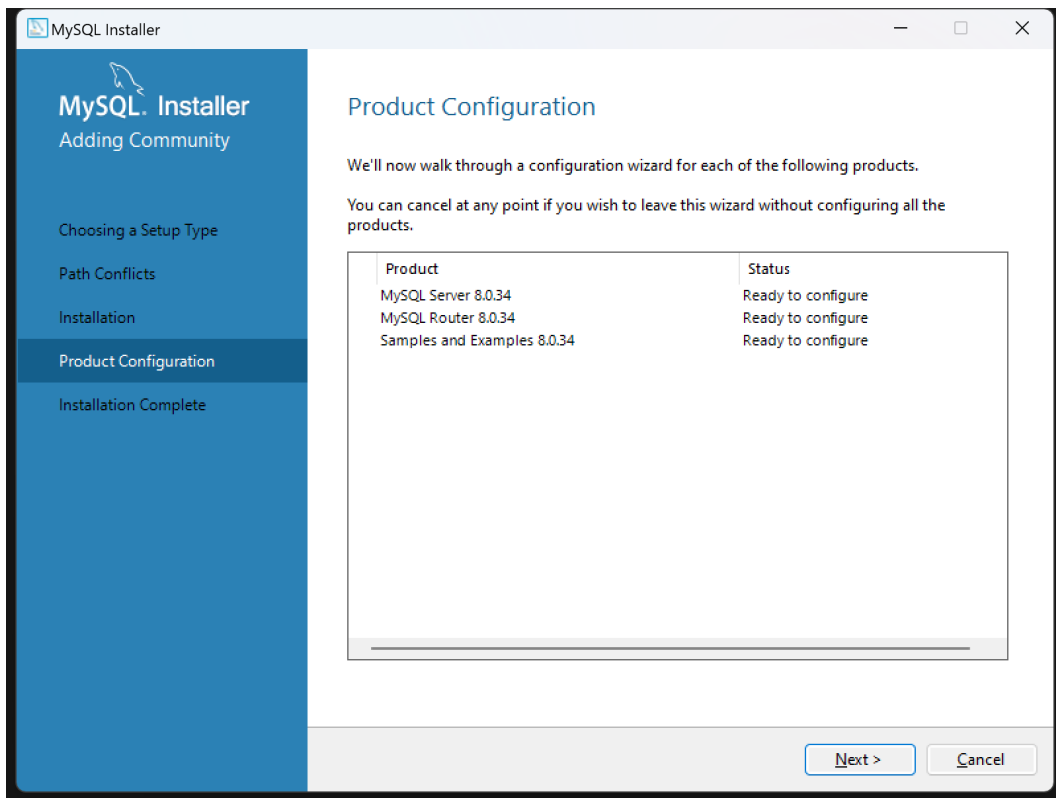 MySQL Installer
MySQL. Installer
Adding Community
Choosing a Setup Type
Path Conflicts
Installation
Product Configuration
Installation Complete
Product Configuration
We'll now walk through a configuration wizard for each of the following products.
You can cancel at any point if you wish to leave this wizard without configuring all the
products.
Product Status
MySQL Server 8.0.34 Ready to configure
MySQL Router 8.0.34 Ready to configure
Samples and Examples 8.0.34 Ready to configure
Next > Cancel